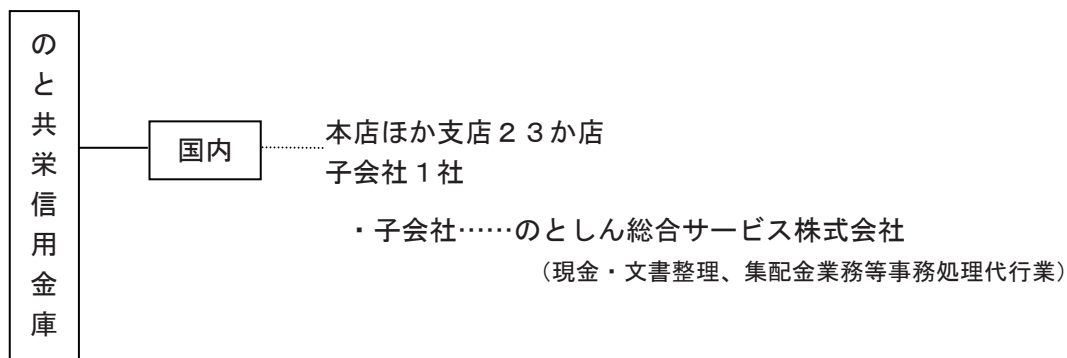 のと共栄信用金庫
国内
本店ほか支店２３か店
子会社１社
・子会社……のとしん総合サービス株式会社
（現金・文書整理、集配金業務等事務処理代行業）